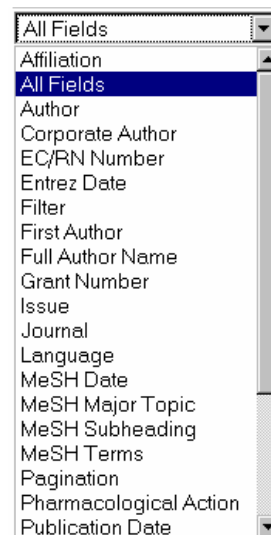 All Fields
Affiliation
All Fields
Author
Corporate Author
EC/RN Number
Entrez Date
Filter
First Author
Full Author Name
Grant Number
Issue
Journal
Language
MeSH Date
MeSH Major Topic
MeSH Subheading
MeSH Terms
Pagination
Pharmacological Action
Publication Date